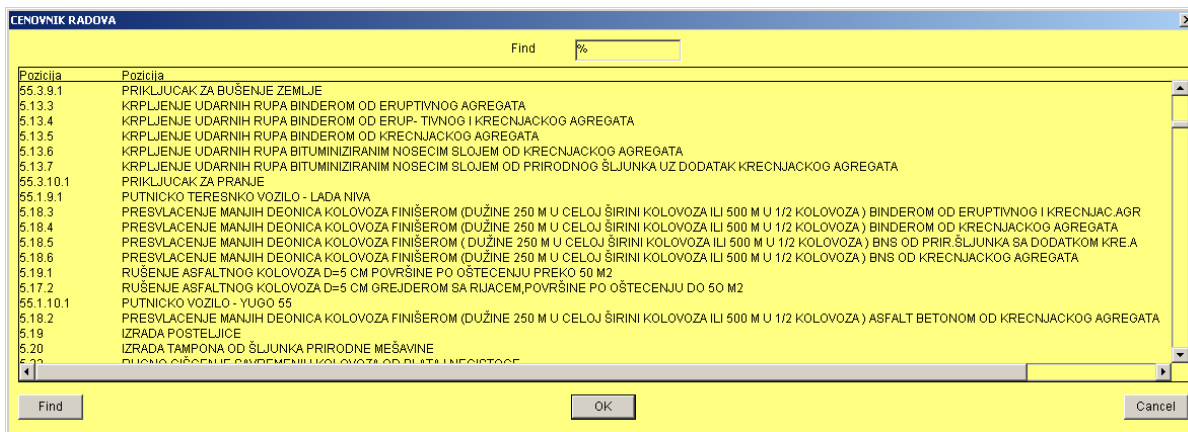 CENOVNIK RADOVA
Find %
Pozicija Pozicija
55.3.9.1 PRIKLJUCAK ZA BUŠENJE ZEMLJE
5.13.3 KRPLJENJE UDARNIH RUPA BINDEROM OD ERUPTIVNOG AGREGATA
5.13.4 KRPLJENJE UDARNIH RUPA BINDEROM OD ERUP- TIVNOG I KRECNJACKOG AGREGATA
5.13.5 KRPLJENJE UDARNIH RUPA BINDEROM OD KRECNJACKOG AGREGATA
5.13.6 KRPLJENJE UDARNIH RUPA BITUMINIZIRANIM NOSECIM SLOJEM OD KRECNJACKOG AGREGATA
5.13.7 KRPLJENJE UDARNIH RUPA BITUMINIZIRANIM NOSECIM SLOJEM OD PRIRODNOG ŠLJUNKA UZ DODATAK KRECNJACKOG AGREGATA
55.3.10.1 PRIKLJUCAK ZA PRANJE
55.1.9.1 PUTNICKO TERESNKO VOZILO - LADA NIVA
5.18.3 PRESVLACENJE MANJIH DEONICA KOLOVOZA FINIŠEROM (DUŽINE 250 M U CELOJ ŠIRINI KOLOVOZA ILI 500 M U 1/2 KOLOVOZA ) BINDEROM OD ERUPTIVNOG I KRECNJAC.AGR
5.18.4 PRESVLACENJE MANJIH DEONICA KOLOVOZA FINIŠEROM (DUŽINE 250 M U CELOJ ŠIRINI KOLOVOZA ILI 500 M U 1/2 KOLOVOZA ) BINDEROM OD KRECNJACKOG AGREGATA
5.18.5 PRESVLACENJE MANJIH DEONICA KOLOVOZA FINIŠEROM ( DUŽINE 250 M U CELOJ ŠIRINI KOLOVOZA ILI 500 M U 1/2 KOLOVOZA ) BNS OD PRIR.ŠLJUNKA SA DODATKOM KRE.A
5.18.6 PRESVLACENJE MANJIH DEONICA KOLOVOZA FINIŠEROM (DUŽINE 250 M U CELOJ ŠIRINI KOLOVOZA ILI 500 M U 1/2 KOLOVOZA ) BNS OD KRECNJACKOG AGREGATA
5.19.1 RUŠENJE ASFALTNOG KOLOVOZA D=5 CM POVRŠINE PO OŠTECENJU PREKO 50 M2
5.17.2 RUŠENJE ASFALTNOG KOLOVOZA D=5 CM GREJDEROM SA RIJACEM,POVRŠINE PO OŠTECENJU DO 5O M2
55.1.10.1 PUTNICKO VOZILO - YUGO 55
5.18.2 PRESVLACENJE MANJIH DEONICA KOLOVOZA FINIŠEROM (DUŽINE 250 M U CELOJ ŠIRINI KOLOVOZA ILI 500 M U 1/2 KOLOVOZA ) ASFALT BETONOM OD KRECNJACKOG AGREGATA
5.19 IZRADA POSTELJICE
5.20 IZRADA TAMPONA OD ŠLJUNKA PRIRODNE MEŠAVINE
Find OK Cancel